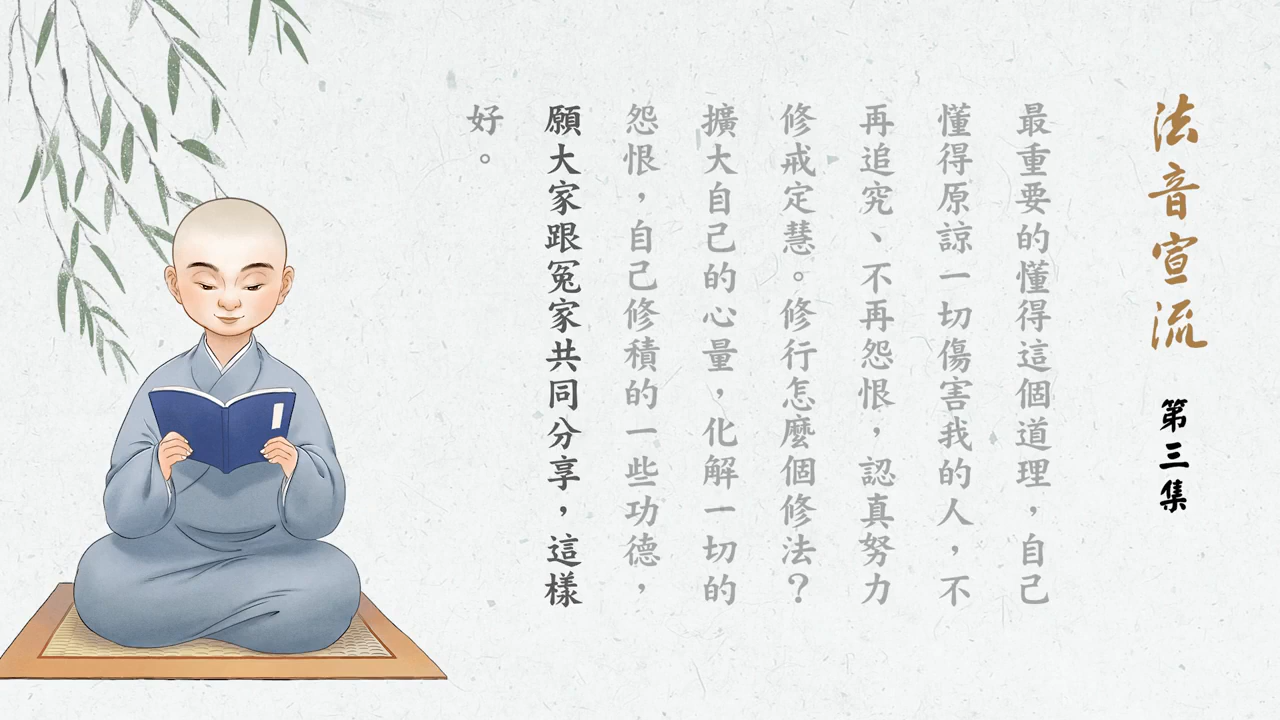 法音宣流
第三集
最重要的懂得這個道理，自己
懂得原諒一切傷害我的人，不
再追究、不再怨恨，認真努力
修戒定慧。修行怎麼個修法？
擴大自己的心量，化解一切的
怨恨，自己修積的一些功德，
願大家跟冤家共同分享，這樣
好。